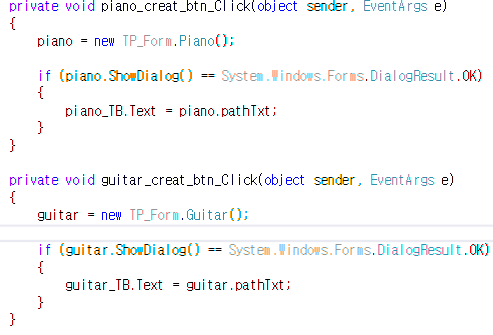 private void piano_creat_btn_Click(object sender, EventArgs e)
{
piano = new TP_Form.Piano();
if (piano.ShowDialog() == System.Windows.Forms.DialogResult.OK)
{
piano_TB.Text = piano.pathTxt;
}
}
private void guitar_creat_btn_Click(object sender, EventArgs e)
{
guitar = new TP_Form.Guitar();
if (guitar.ShowDialog() == System.Windows.Forms.DialogResult.OK)
{
guitar_TB.Text = guitar.pathTxt;
}
}